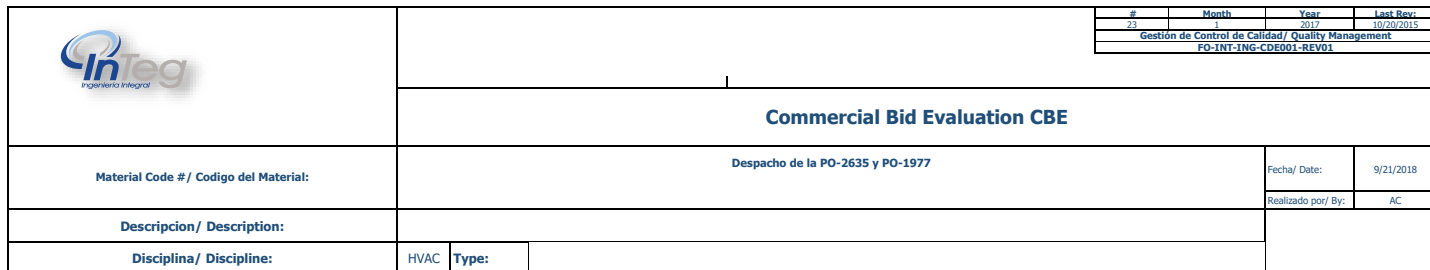 # Month Year Last Rev:
23 1 2017 10/20/2015
Gestión de Control de Calidad/ Quality Management
FO-INT-ING-CDE001-REV01
InTeg
Ingeniería Integral
Commercial Bid Evaluation CBE
Material Code #/ Codigo del Material:
Despacho de la PO-2635 y PO-1977
Fecha/ Date: 9/21/2018
Realizado por/ By: AC
Descripcion/ Description:
Disciplina/ Discipline: HVAC Type: